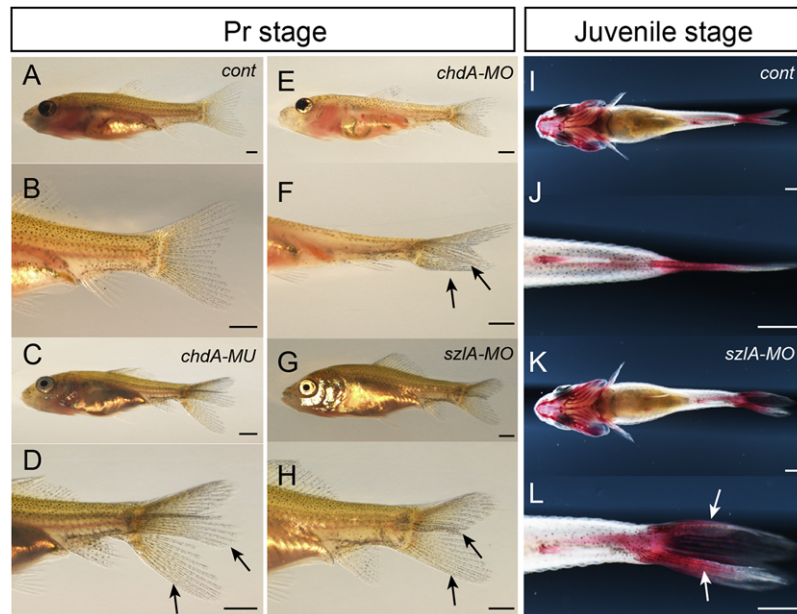 Pr stage
Juvenile stage
A
cont
B
C
chdA-MU
D
E
chdA-MO
F
G
szlA-MO
H
I
cont
J
K
szlA-MO
L